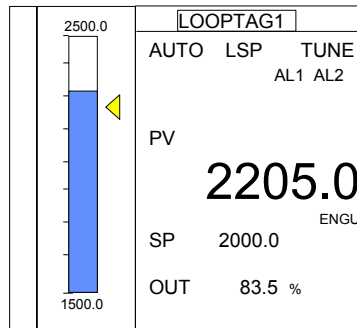 2500.0
LOOPTAG1
AUTO LSP TUNE
AL1 AL2
PV
2205.0
ENGU
SP 2000.0
OUT 83.5 %
1500.0